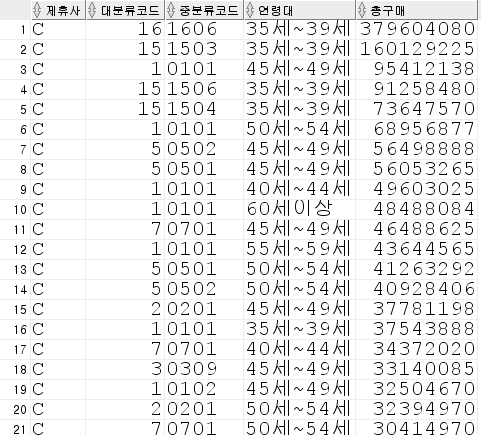 제휴사 대분류코드 중분류코드 연령대 총구매
1 C 16 1606 35세~39세 379604080
2 C 15 1503 35세~39세 160129225
3 C 1 0101 45세~49세 95412138
4 C 15 1506 35세~39세 91258480
5 C 15 1504 35세~39세 73647570
6 C 1 0101 50세~54세 68956877
7 C 5 0502 45세~49세 56498888
8 C 5 0501 45세~49세 56053265
9 C 1 0101 40세~44세 49603025
10 C 1 0101 60세이상 48488084
11 C 7 0701 45세~49세 46488625
12 C 1 0101 55세~59세 43644565
13 C 5 0501 50세~54세 41263292
14 C 5 0502 50세~54세 40928406
15 C 2 0201 45세~49세 37781198
16 C 1 0101 35세~39세 37543888
17 C 7 0701 40세~44세 34372020
18 C 3 0309 45세~49세 33140085
19 C 1 0102 45세~49세 32504670
20 C 2 0201 50세~54세 32394970
21 C 7 0701 50세~54세 30414970